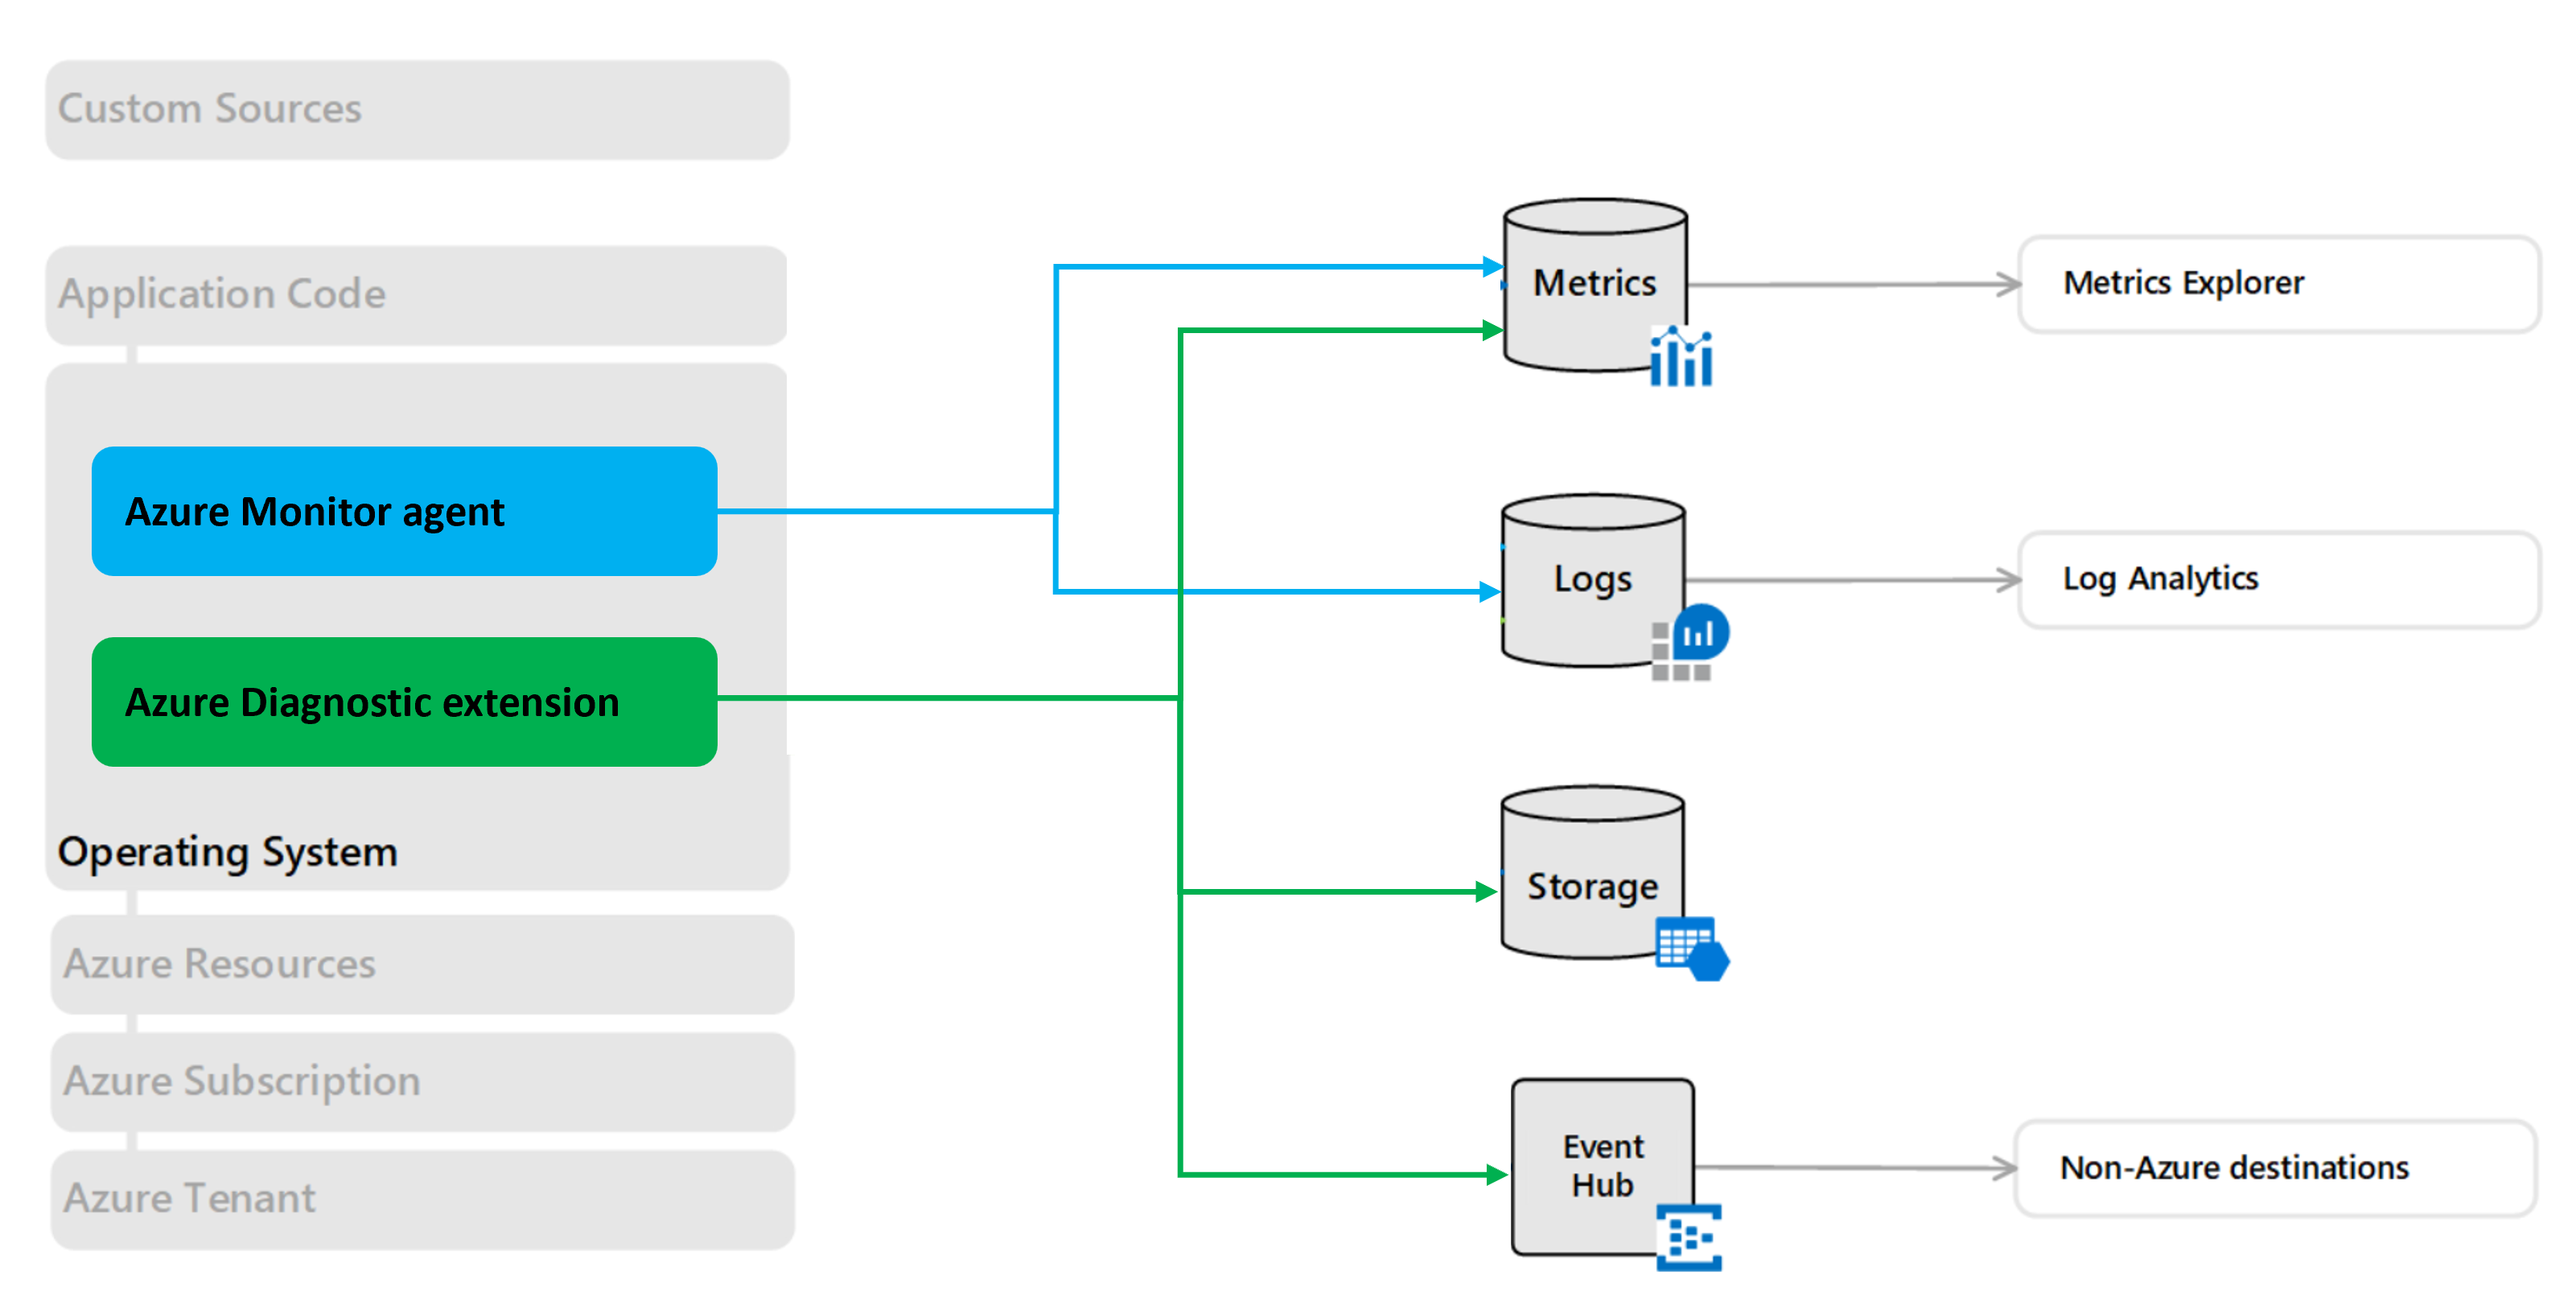 Custom Sources
Application Code
Azure Monitor agent
Azure Diagnostic extension
Operating System
Azure Resources
Azure Subscription
Azure Tenant
Metrics
Logs
Storage
Event
Hub
Metrics Explorer
Log Analytics
Non-Azure destinations